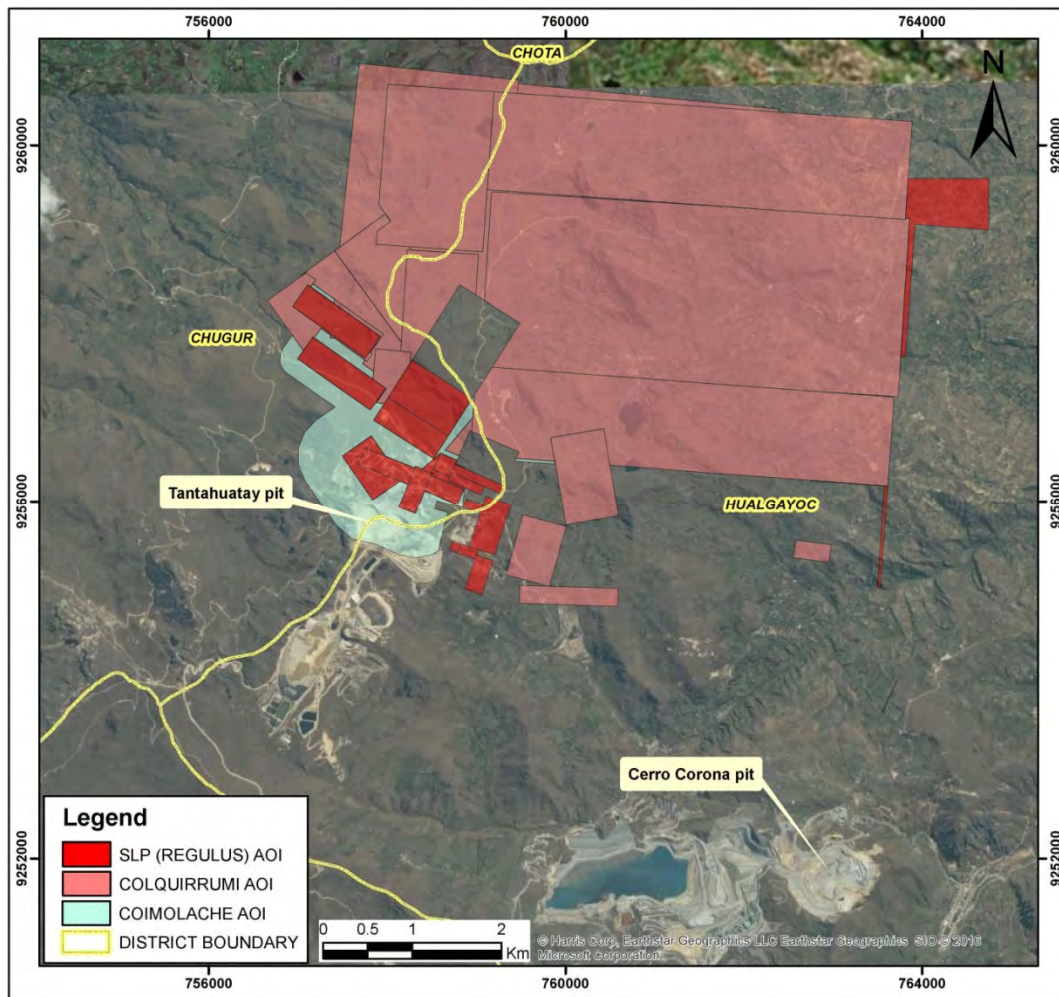 756000
760000
764000
CHOTA
N
9260000
9260000
CHUGUR
Tantahuatay pit
9256000
9256000
HUALGAYOC
Cerro Corona pit
Legend
SLP (REGULUS) AOI
COLQUIRRUMI AOI
COIMOLACHE AOI
DISTRICT BOUNDARY
9252000
9252000
0 0.5 1 2
Km
© Harris Corp, Earthstar Geographics LLC Earthstar Geographics SIO © 2016
Microsoft Corporation
756000
760000
764000